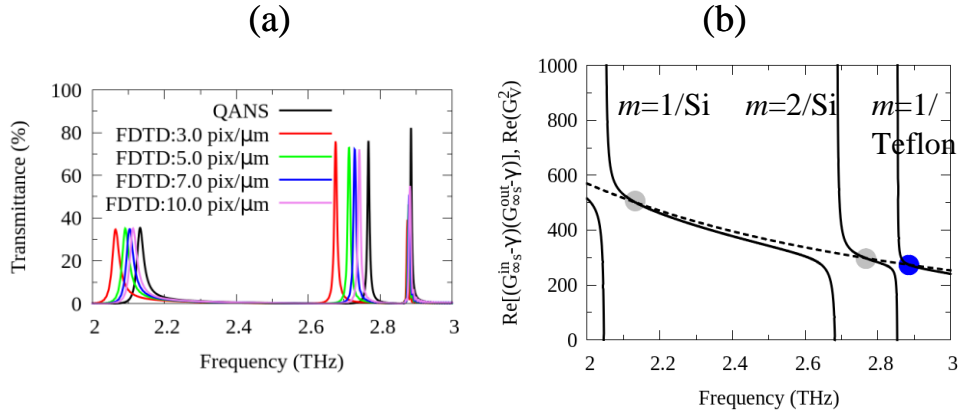 (a)
100
80
60
40
20
0
Transmittance (%)
QANS
FDTD:3.0 pix/μm
FDTD:5.0 pix/μm
FDTD:7.0 pix/μm
FDTD:10.0 pix/μm
2
2.2
2.4
2.6
2.8
3
Frequency (THz)
(b)
1000
800
600
400
200
0
Re[(G^in_∞s-γ)(G^out_∞s-γ)], Re(G^2_V)
m=1/Si
m=2/Si
m=1/
Teflon
2
2.2
2.4
2.6
2.8
3
Frequency (THz)